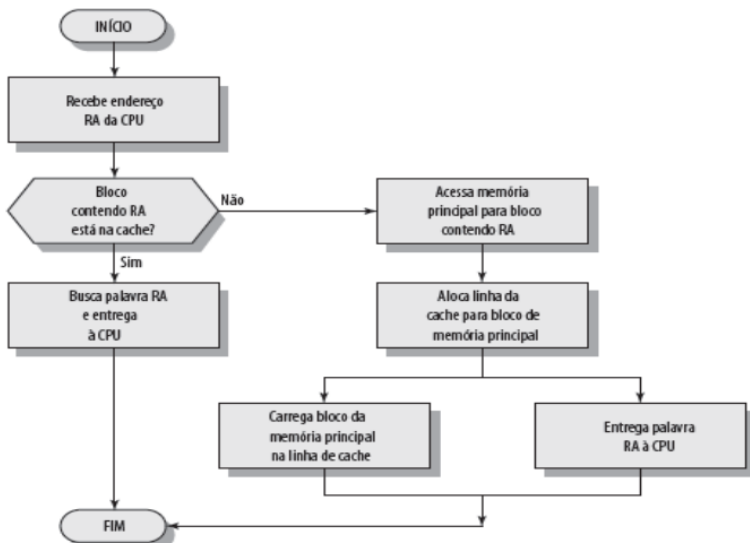 INÍCIO
Recebe endereço
RA da CPU
Bloco
contendo RA
está na cache?
Não
Sim
Acessa memória
principal para bloco
contendo RA
Busca palavra RA
e entrega
à CPU
Aloca linha da
cache para bloco de
memória principal
Carrega bloco da
memória principal
na linha de cache
Entrega palavra
RA à CPU
FIM